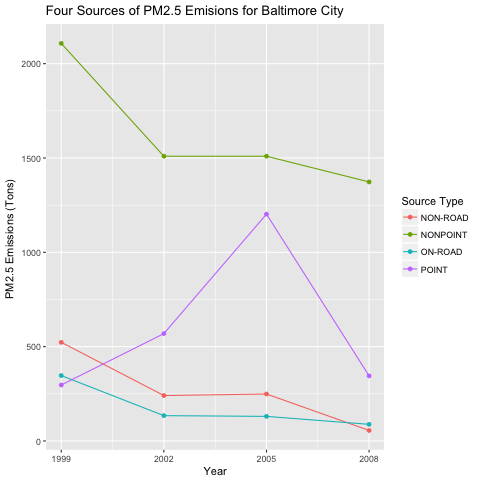 Four Sources of PM2.5 Emisions for Baltimore City
PM2.5 Emissions (Tons)
2000
1500
1000
500
0
1999
2002
2005
2008
Year
Source Type
NON-ROAD
NONPOINT
ON-ROAD
POINT